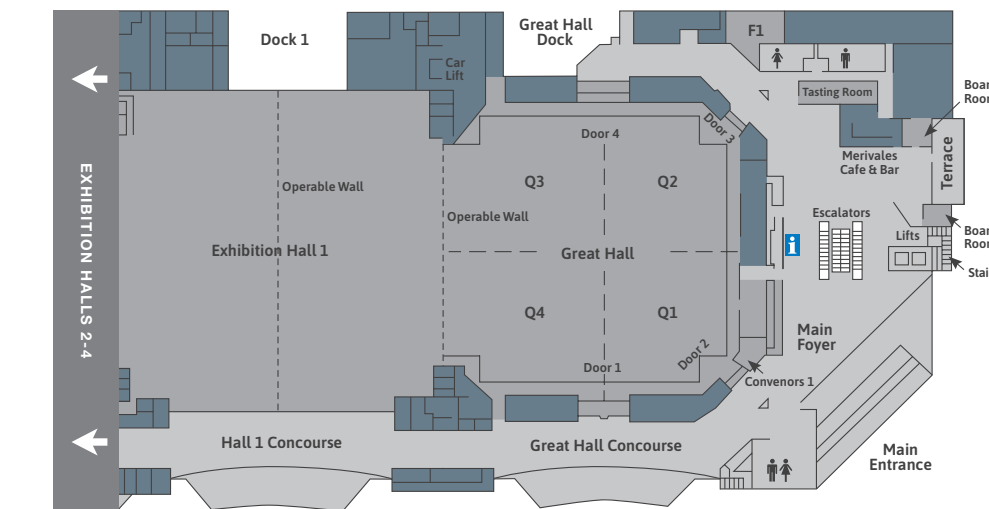 Dock 1
Great Hall
Dock
F1
Car
Lift
Tasting Room
Door 4
Door 3
Merivales
Cafe & Bar
Terrace
Operable Wall
Q3
Q2
Operable Wall
Escalators
Lifts
Exhibition Hall 1
Great Hall
i
Q4
Q1
Main
Foyer
Door 2
Door 1
Convenors 1
Hall 1 Concourse
Great Hall Concourse
Main
Entrance
EXHIBITION HALLS 2-4